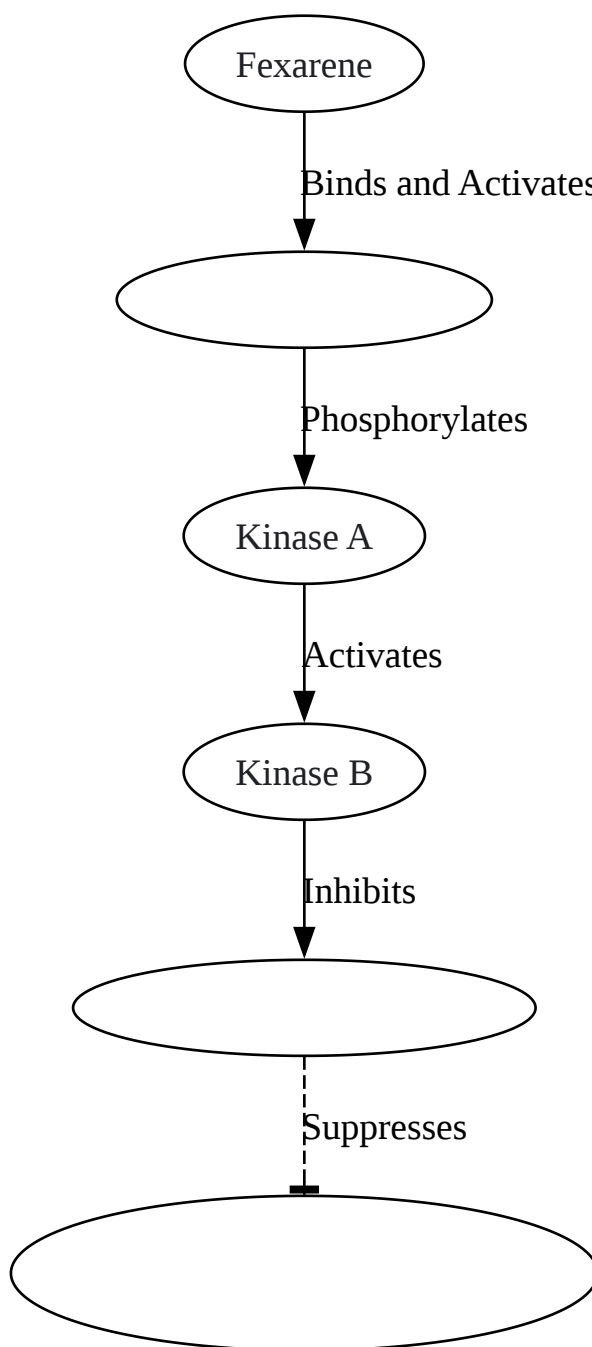 Fexarene
Binds and Activates
Phosphorylates
Kinase A
Activates
Kinase B
Inhibits
Suppresses